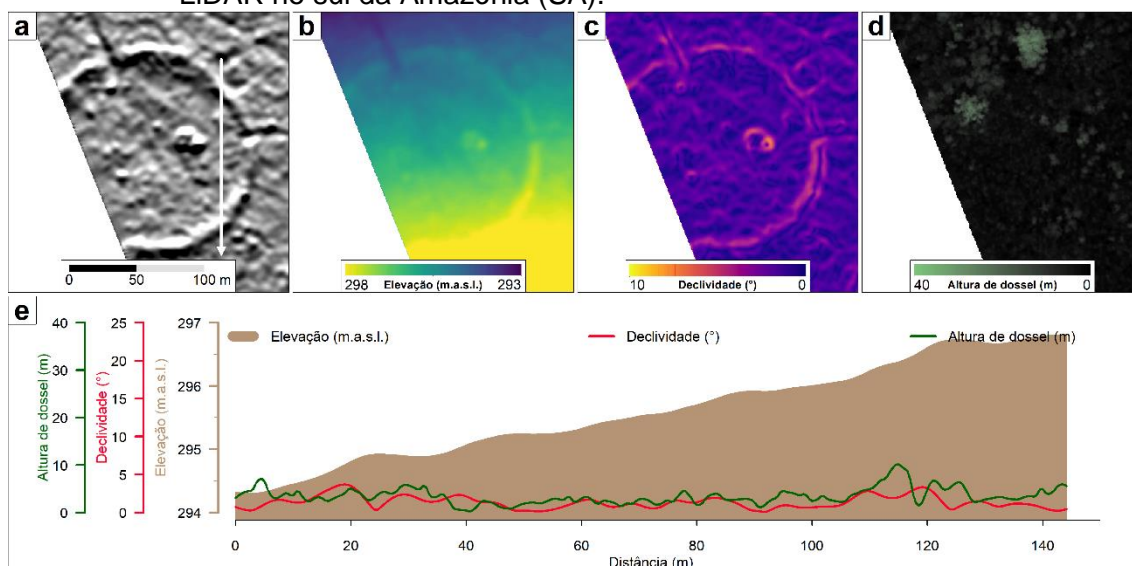 LiDAR no sul da Amazônia (SA).
a
b
c
d
0 50 100 m
298 Elevação (m.a.s.l.) 293
10 Declividade (°) 0
40 Altura de dossel (m) 0
e
Elevação (m.a.s.l.)
Declividade (°)
Altura de dossel (m)
Altura de dossel (m)
40
30
20
10
0
Declividade (°)
25
20
15
10
5
0
Elevação (m.a.s.l.)
297
296
295
294
0 20 40 60 80 100 120 140
Distância (m)